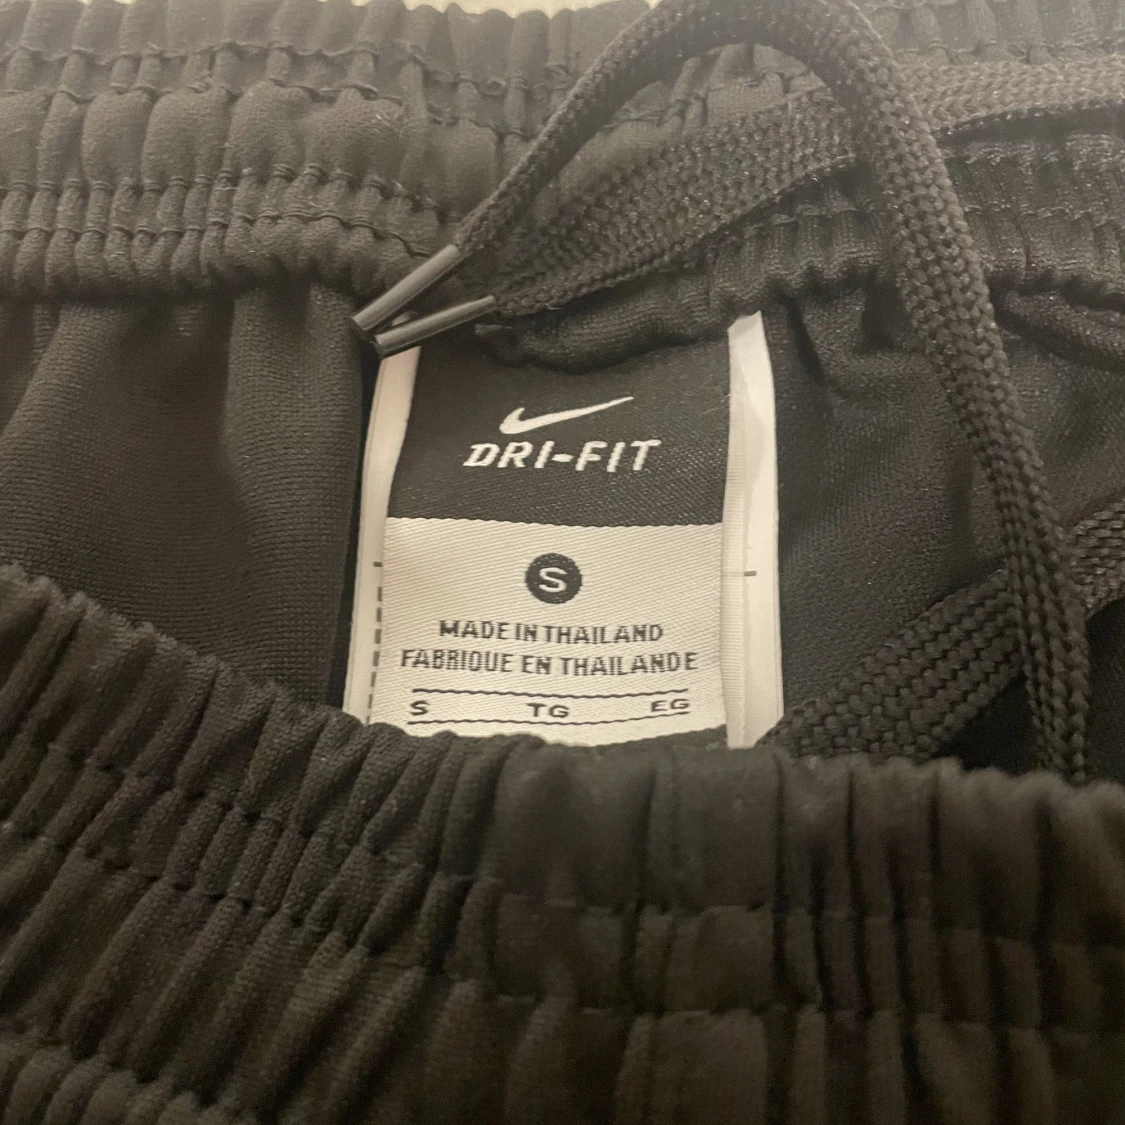 DRI-FIT
S
MADE IN THAILAND
FABRIQUE EN THAILANDE
S TG EG